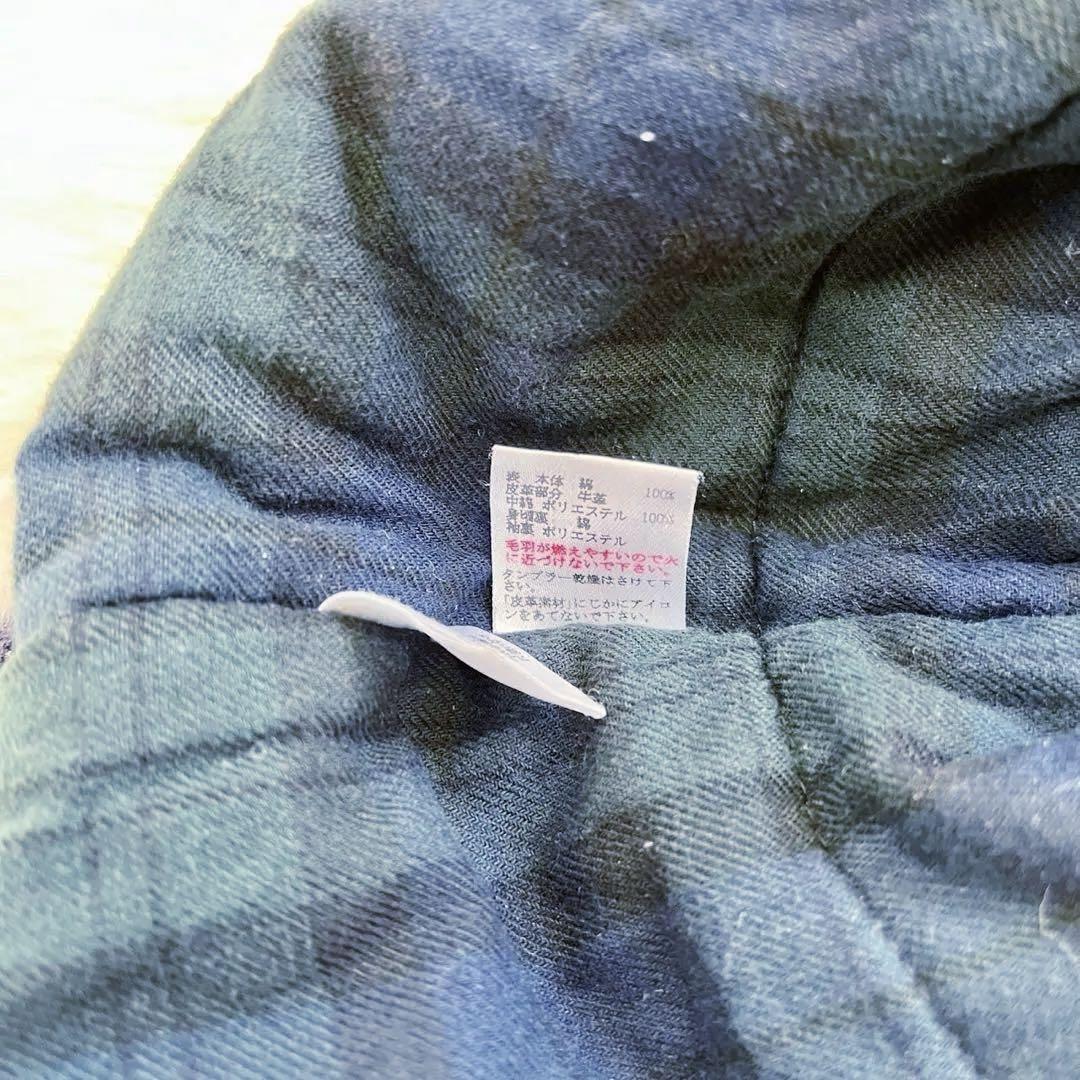 表 本体 綿 100%
皮革部分 牛革
中綿 ポリエステル 100%
身頃裏 綿
袖裏 ポリエステル
毛羽が燃えやすいので火
に近づけないで下さい。
タンブラー乾燥はさけて下
さい。
「皮革素材」にじかにアイロ
ンをあてないで下さい。